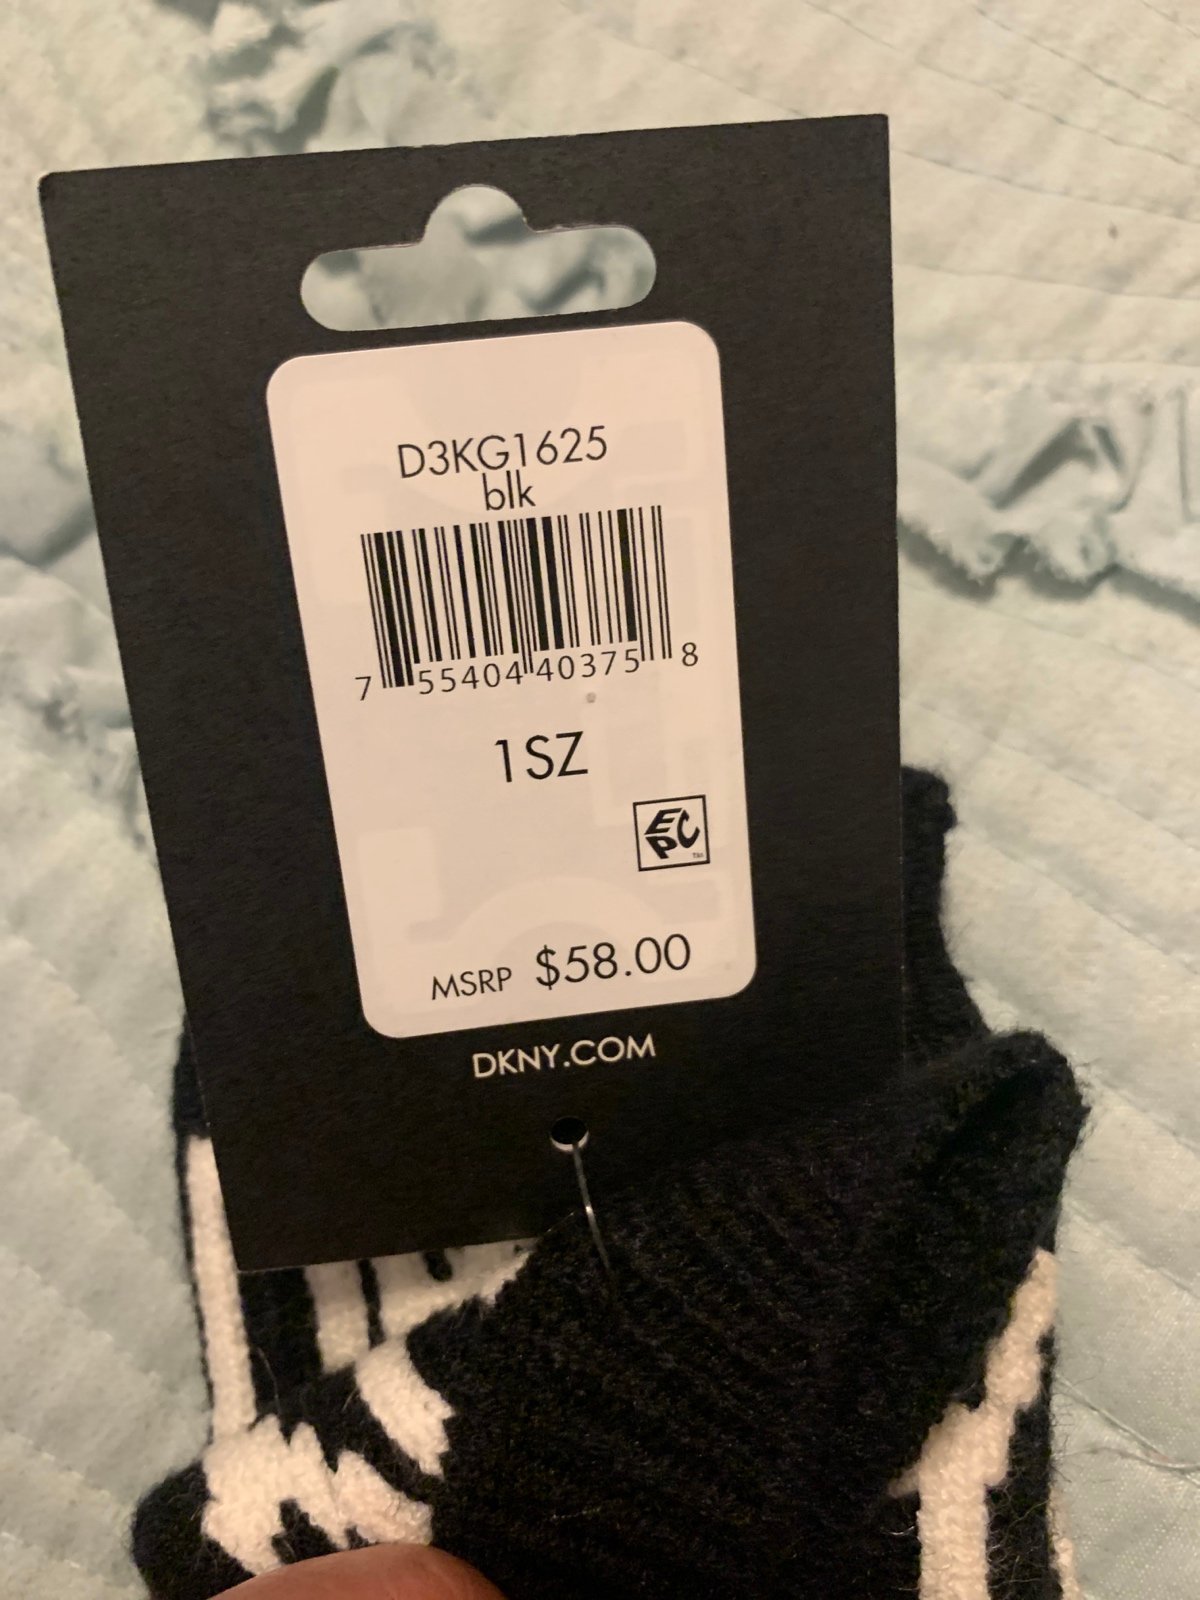 D3KG1625
blk
7 55404 40375 8
1SZ
EPC
MSRP $58.00
DKNY.COM